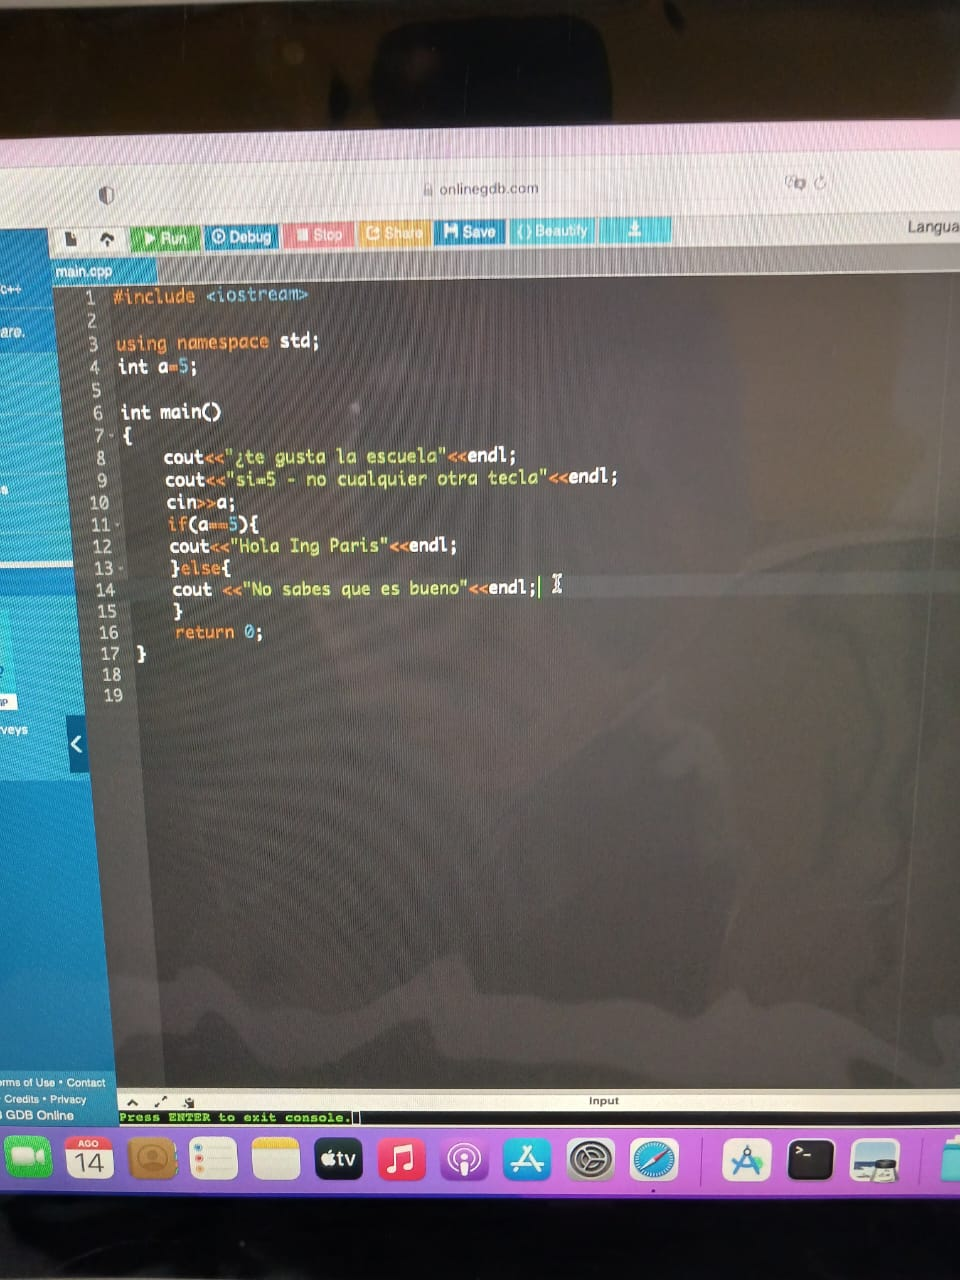 onlinegdb.com
Run Debug Stop Share Save {} Beautify
Langua
main.cpp
c++
are.
1 #include <iostream>
2
3 using namespace std;
4 int a=5;
5
6 int main()
7 {
8 cout<<"¿te gusta la escuela"<<endl;
9 cout<<"si=5 - no cualquier otra tecla"<<endl;
10 cin>>a;
11 if(a==5){
12 cout<<"Hola Ing Paris"<<endl;
13 }else{
14 cout <<"No sabes que es bueno"<<endl;
15 }
16 return 0;
17 }
18
19
veys
rms of Use • Contact
Credits • Privacy
GDB Online
input
Press ENTER to exit console.
AGO
14
tv